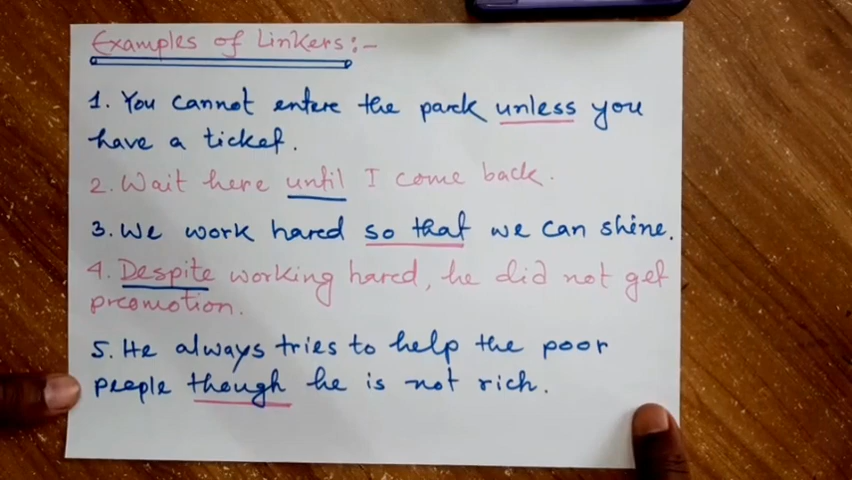 Examples of Linkers:-
1. You cannot enter the park unless you
have a ticket.
2. Wait here until I come back.
3. We work hard so that we can shine.
4. Despite working hard, he did not get
promotion.
5. He always tries to help the poor
people though he is not rich.